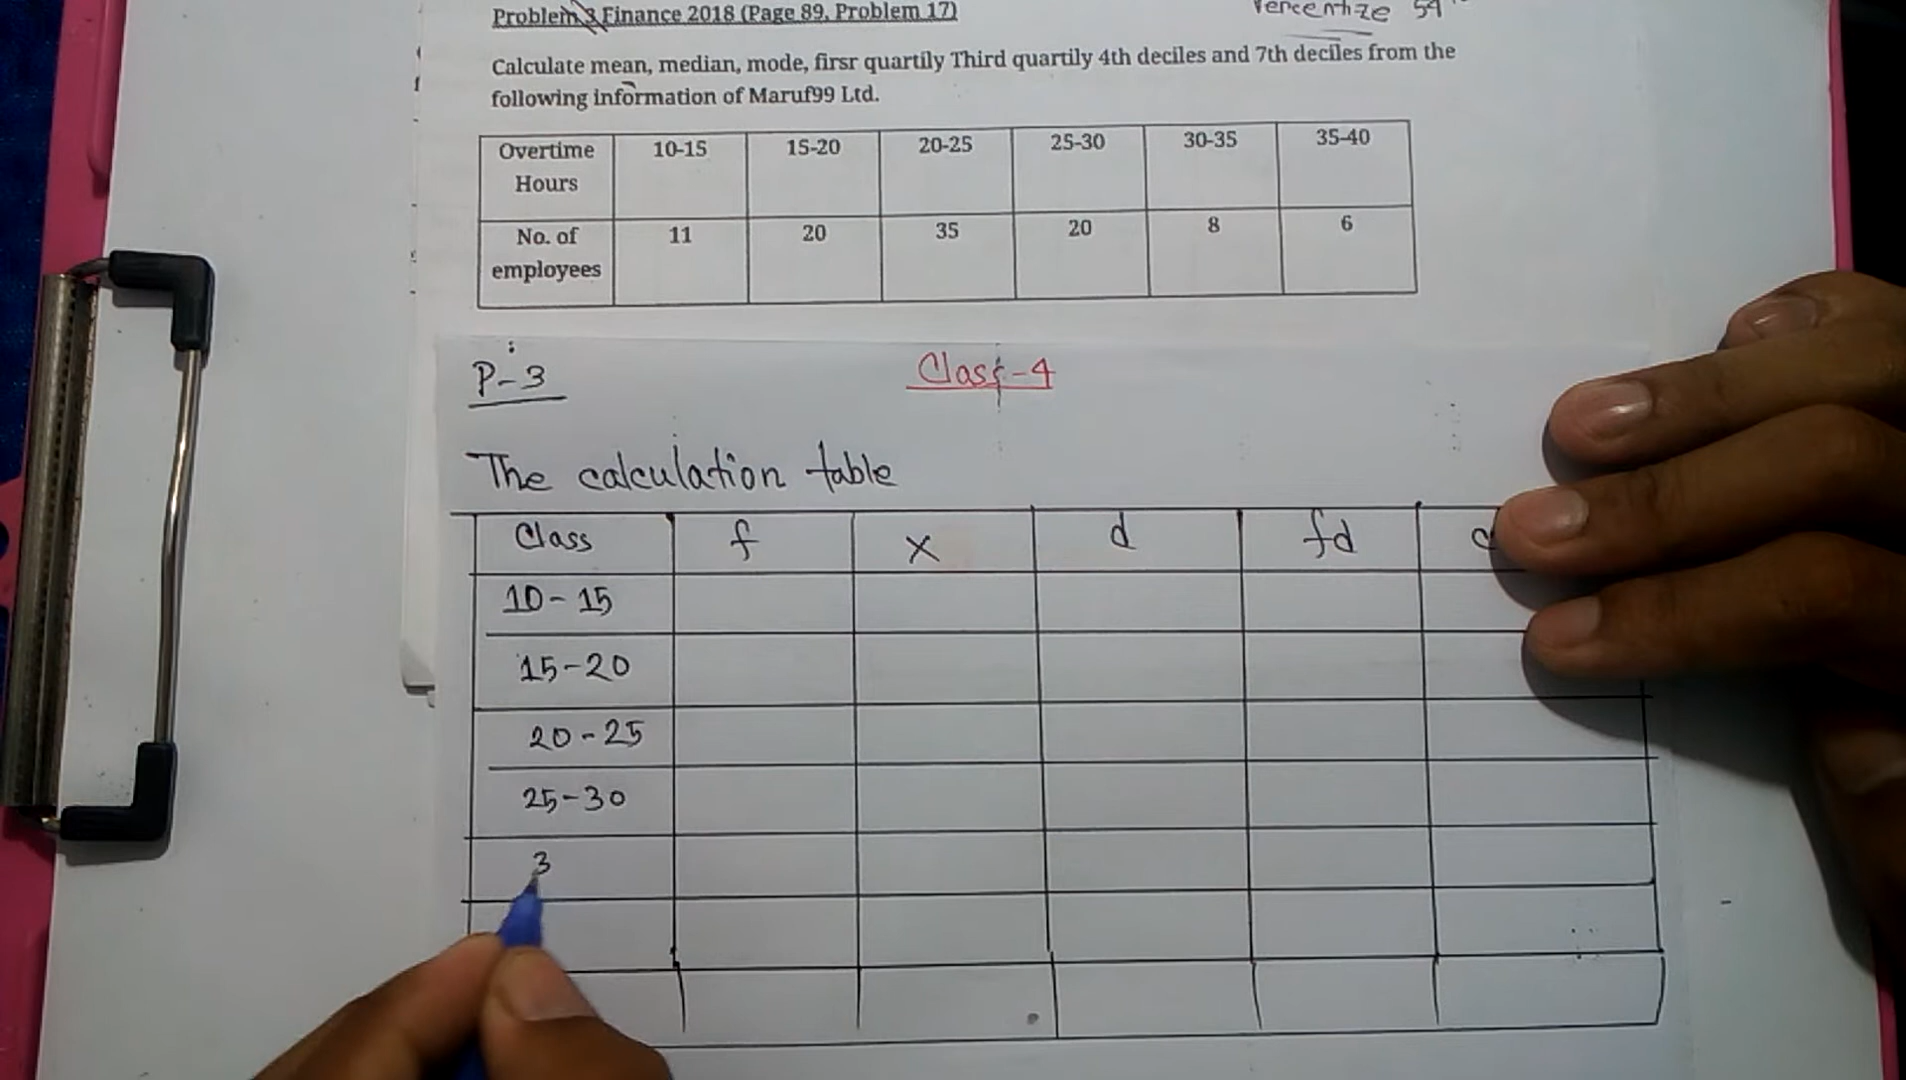 Problem 3 Finance 2018 (Page 89, Problem 17)
Percentize 59
Calculate mean, median, mode, firsr quartily Third quartily 4th deciles and 7th deciles from the
following information of Maruf99 Ltd.
Overtime Hours 10-15 15-20 20-25 25-30 30-35 35-40
No. of employees 11 20 35 20 8 6
P-3
Class-4
The calculation table
Class f x d fd c
10-15
15-20
20-25
25-30
3